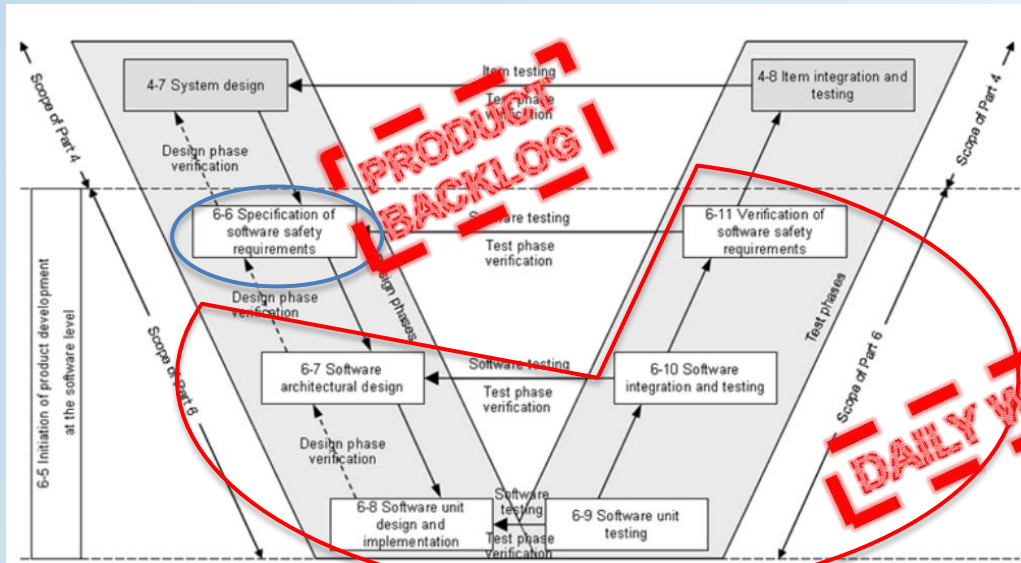 Scope of Part 4
4-7 System design
Item testing
Test phase
verification
4-8 Item integration and
testing
Scope of Part 4
Design phase
verification
PRODUCT
BACKLOG
6-6 Specification of
software safety
requirements
Software testing
Test phase
verification
6-11 Verification of
software safety
requirements
Design phases
Test phases
Design phase
verification
6-5 Initiation of product development
at the software level
Scope of Part 6
6-7 Software
architectural design
Software testing
Test phase
verification
6-10 Software
integration and testing
Scope of Part 6
DAILY
Design phase
verification
6-8 Software unit
design and
implementation
Software
testing
Test phase
verification
6-9 Software unit
testing